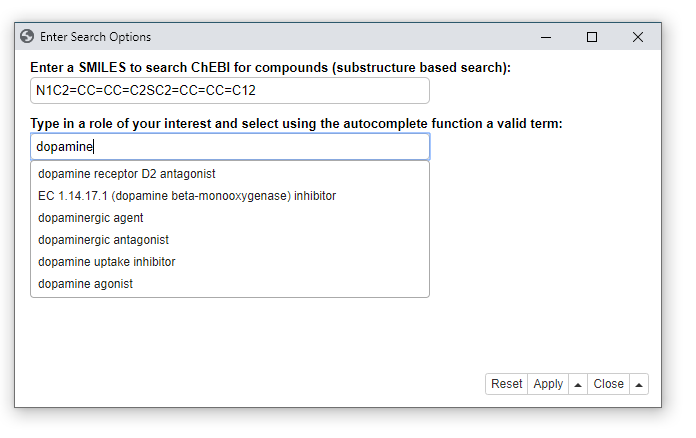 Enter Search Options
Enter a SMILES to search ChEBI for compounds (substructure based search):
N1C2=CC=CC=C2SC2=CC=CC=C12
Type in a role of your interest and select using the autocomplete function a valid term:
dopamine
dopamine receptor D2 antagonist
EC 1.14.17.1 (dopamine beta-monooxygenase) inhibitor
dopaminergic agent
dopaminergic antagonist
dopamine uptake inhibitor
dopamine agonist
Reset Apply Close